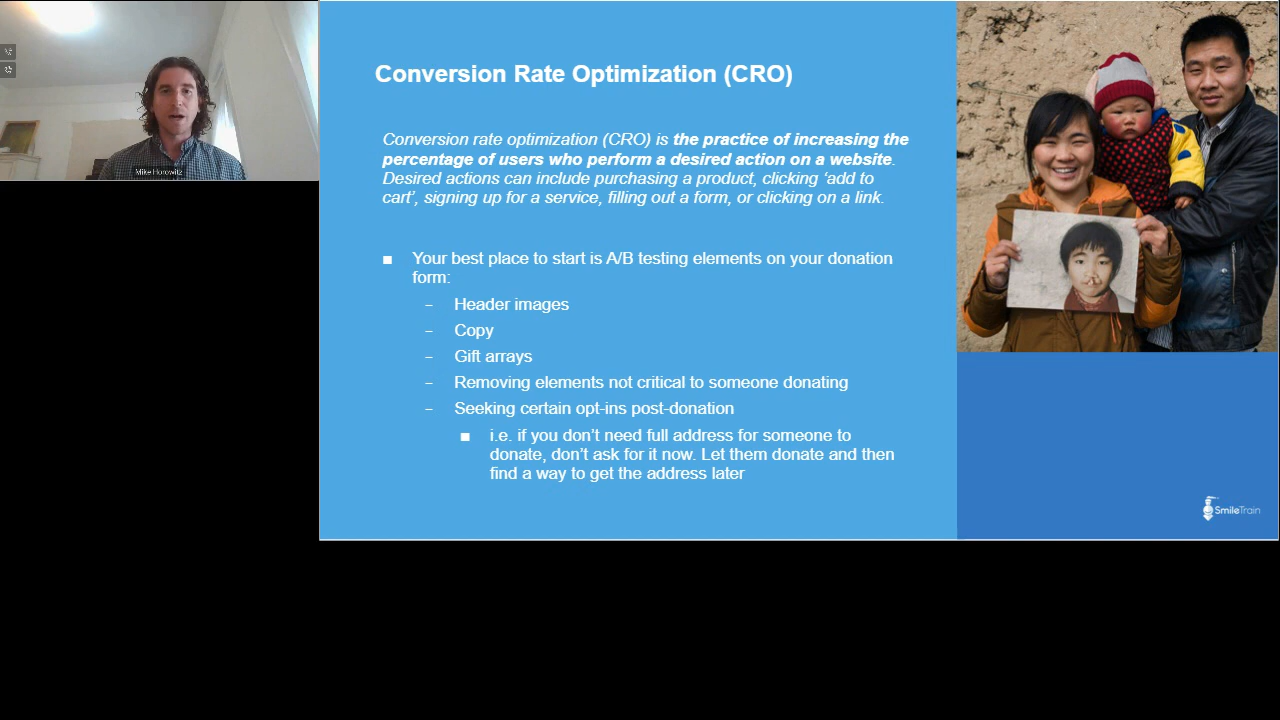 Mike Horowitz
Conversion Rate Optimization (CRO)
Conversion rate optimization (CRO) is the practice of increasing the
percentage of users who perform a desired action on a website.
Desired actions can include purchasing a product, clicking ‘add to
cart’, signing up for a service, filling out a form, or clicking on a link.
■ Your best place to start is A/B testing elements on your donation
form:
– Header images
– Copy
– Gift arrays
– Removing elements not critical to someone donating
– Seeking certain opt-ins post-donation
■ i.e. if you don’t need full address for someone to
donate, don’t ask for it now. Let them donate and then
find a way to get the address later
SmileTrain